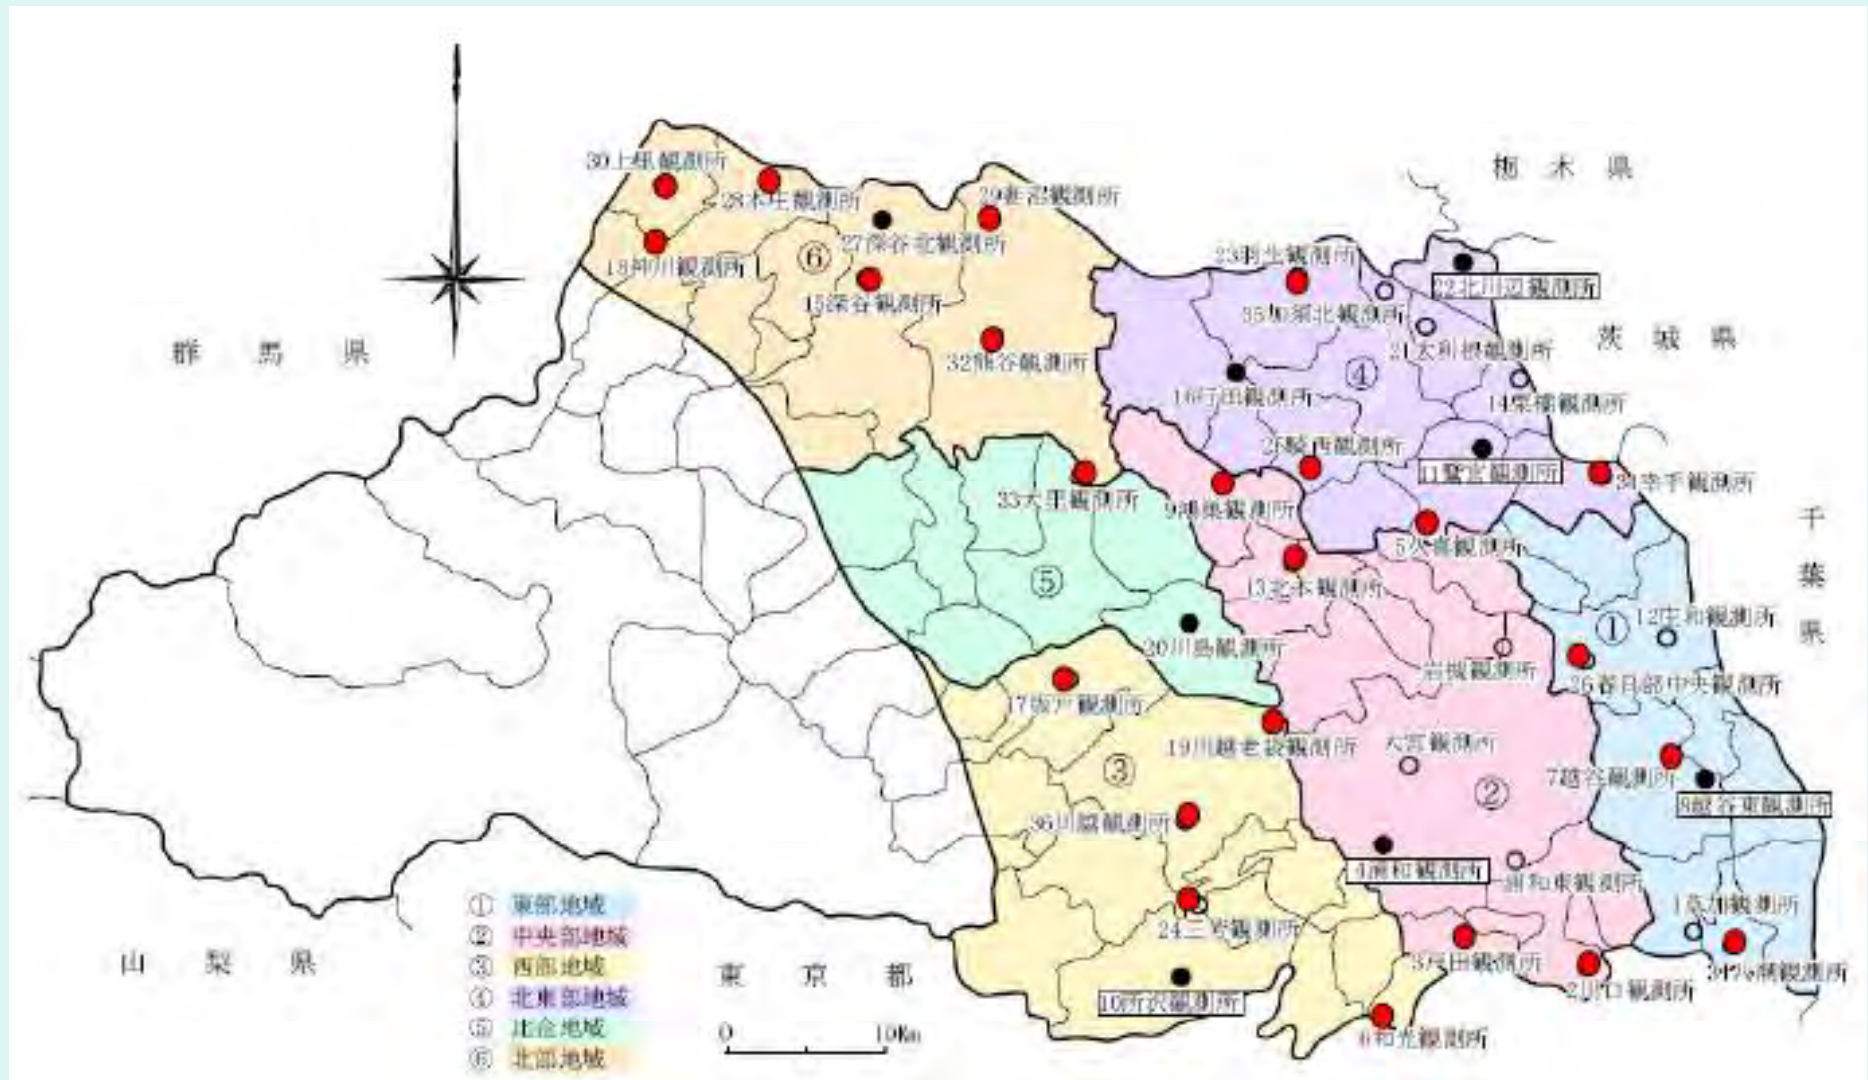 栃木県
30上里観測所
28本庄観測所
29妻沼観測所
27深谷北観測所
18神川観測所
⑥
15深谷観測所
23羽生観測所
22北川辺観測所
35加須北観測所
群馬県
茨城県
21大利根観測所
32熊谷観測所
④
16行田観測所
14栗橋観測所
25騎西観測所
11鷲宮観測所
31幸手観測所
33大里観測所
9鴻巣観測所
千葉県
5久喜観測所
⑤
13北本観測所
12庄和観測所
①
20川島観測所
岩槻観測所
26春日部中央観測所
17坂戸観測所
19川越老袋観測所
大宮観測所
③
7越谷観測所
②
8越谷東観測所
36川越観測所
4浦和観測所
浦和東観測所
1草加観測所
24三芳観測所
3戸田観測所
34八潮観測所
2川口観測所
10所沢観測所
6和光観測所
山梨県
東京都
① 東部地域
② 中央部地域
③ 西部地域
④ 北東部地域
⑤ 比企地域
⑥ 北部地域
0 10Km